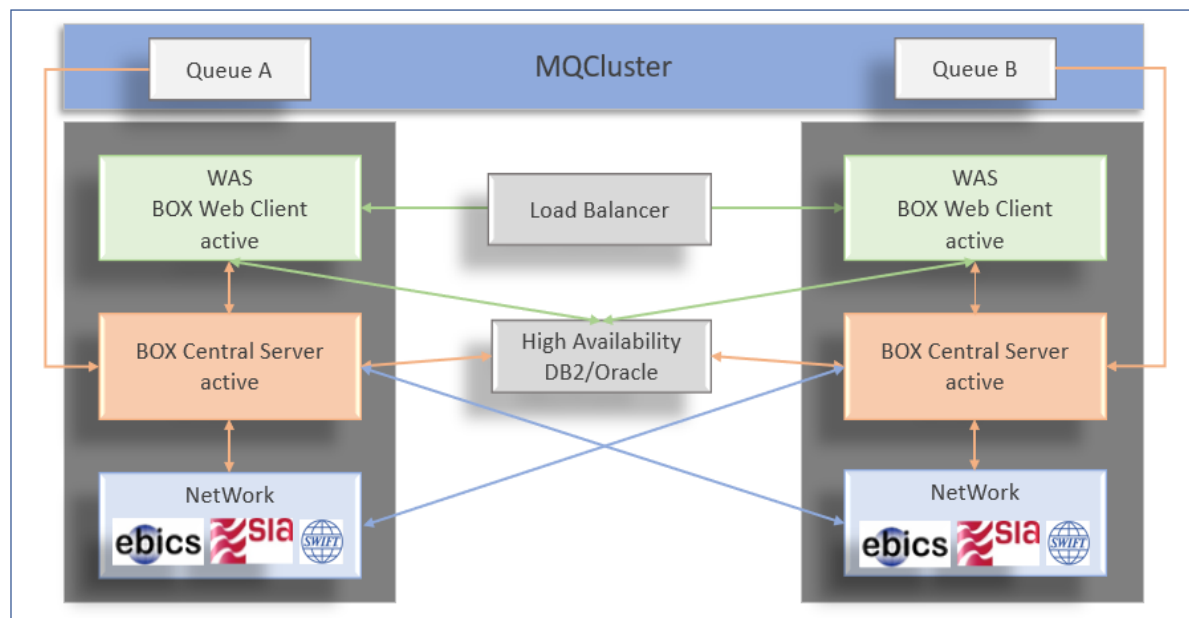 Queue A
MQCluster
Queue B
WAS
BOX Web Client
active
Load Balancer
WAS
BOX Web Client
active
BOX Central Server
active
High Availability
DB2/Oracle
BOX Central Server
active
NetWork
ebics
SIA
SWIFT
NetWork
ebics
SIA
SWIFT